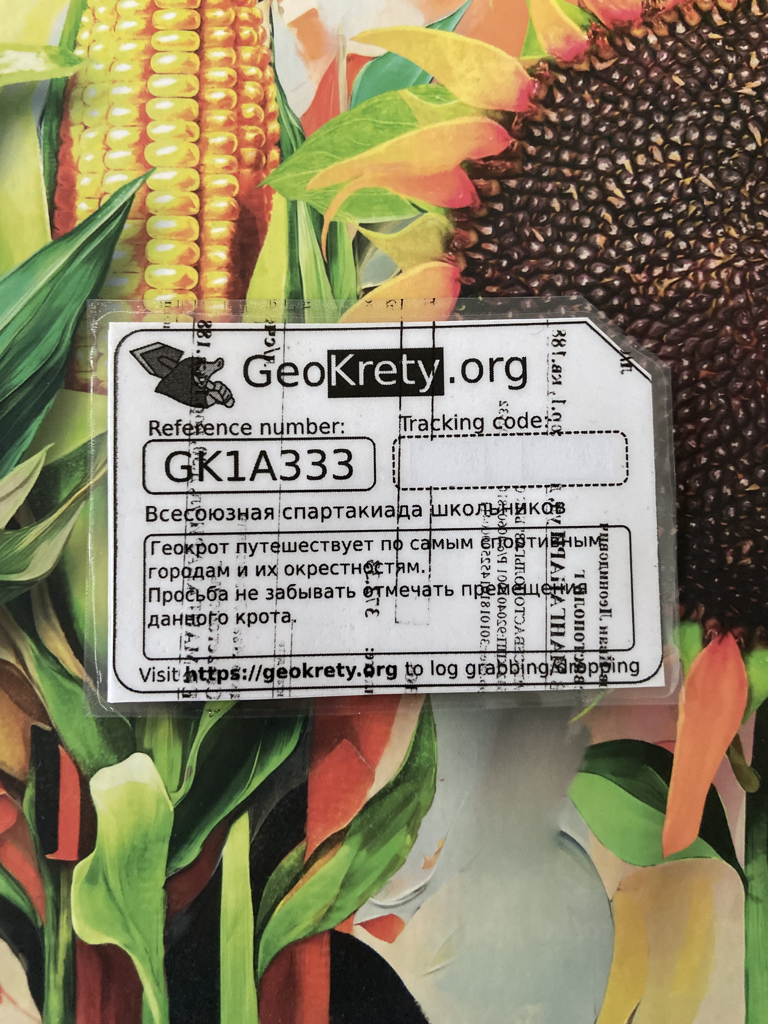 GeoKrety.org
Reference number:
Tracking code:
GK1A333
Всесоюзная спартакиада школьников
Геокрот путешествует по самым спортивным
городам и их окрестностям.
Просьба не забывать отмечать премещения
данного крота.
Visit https://geokrety.org to log grabbing/dropping